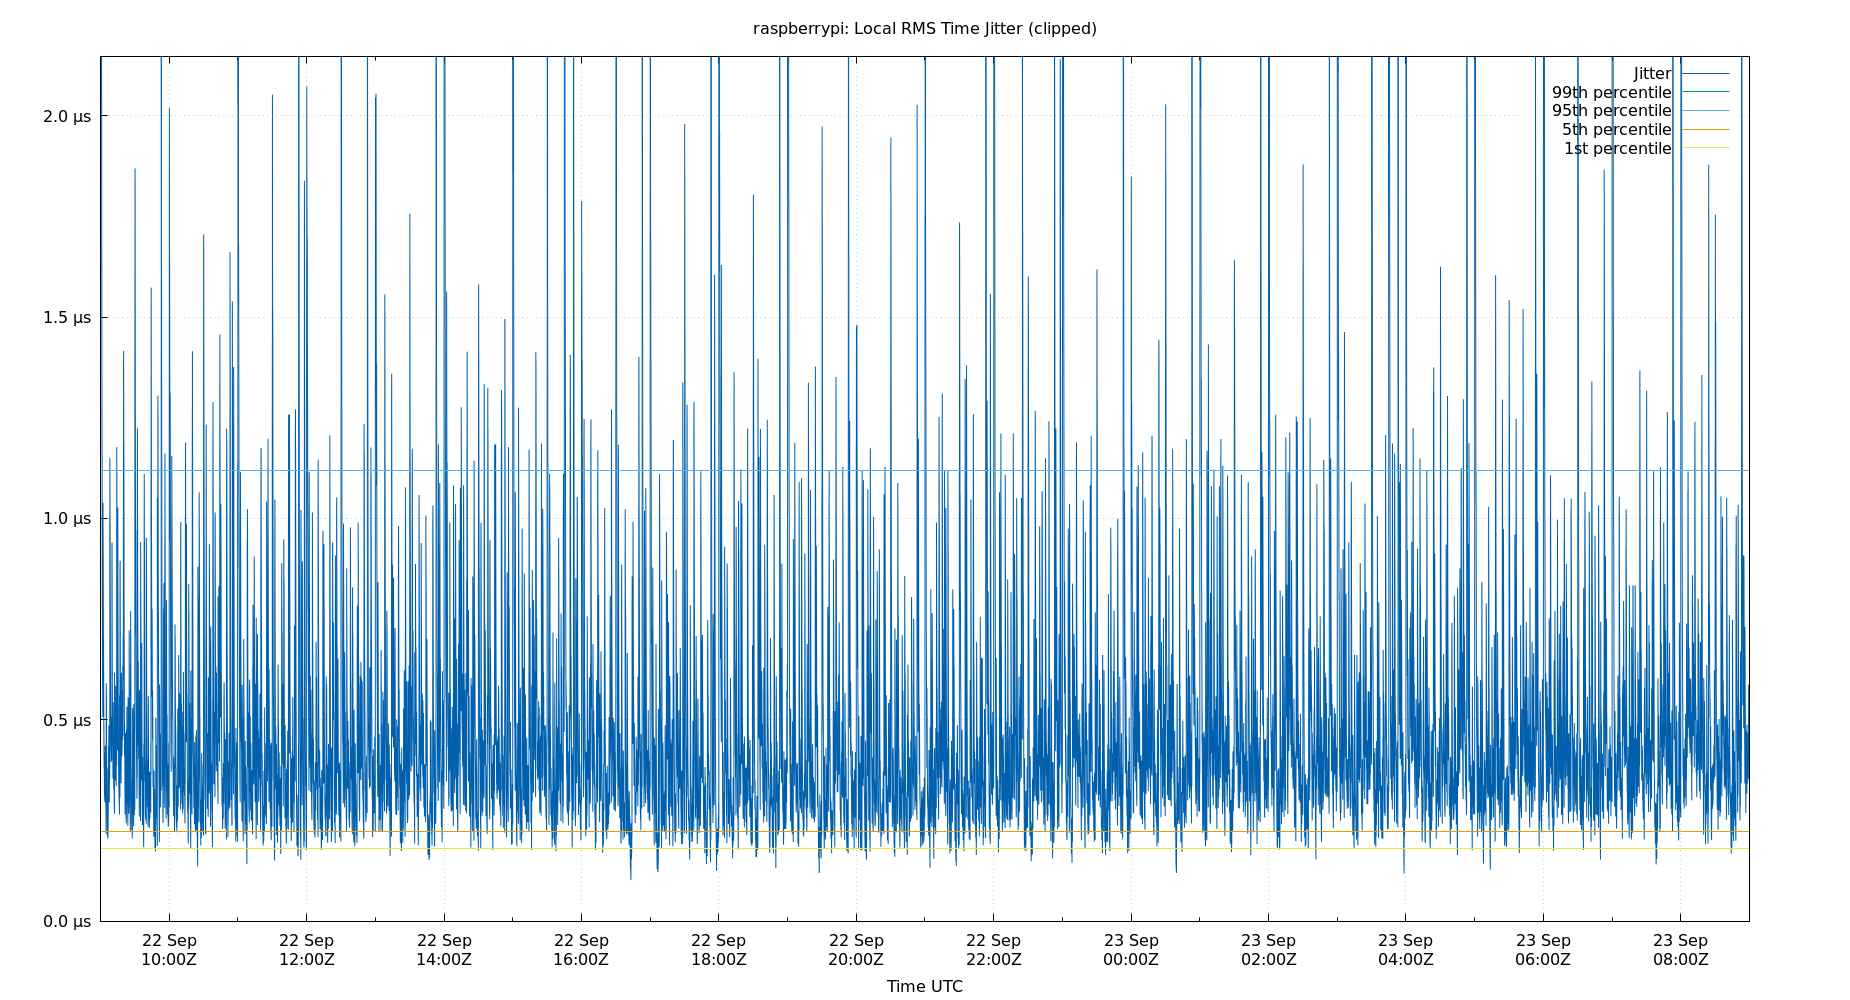 raspberrypi: Local RMS Time Jitter (clipped)
Jitter
99th percentile
95th percentile
5th percentile
1st percentile
2.0 µs
1.5 µs
1.0 µs
0.5 µs
0.0 µs
22 Sep 22 Sep 22 Sep 22 Sep 22 Sep 22 Sep 22 Sep 23 Sep 23 Sep 23 Sep 23 Sep 23 Sep
10:00Z 12:00Z 14:00Z 16:00Z 18:00Z 20:00Z 22:00Z 00:00Z 02:00Z 04:00Z 06:00Z 08:00Z
Time UTC